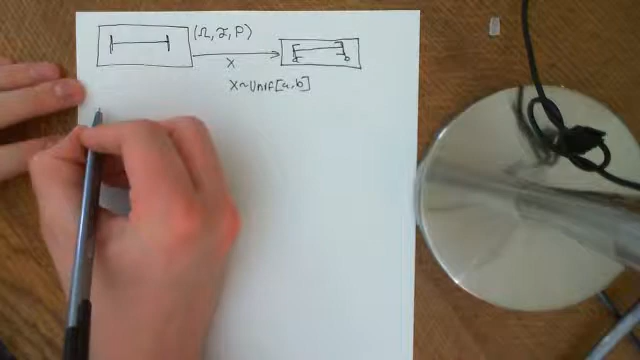 (Ω, ℱ, P)
X
a b
X~Unif[a,b]